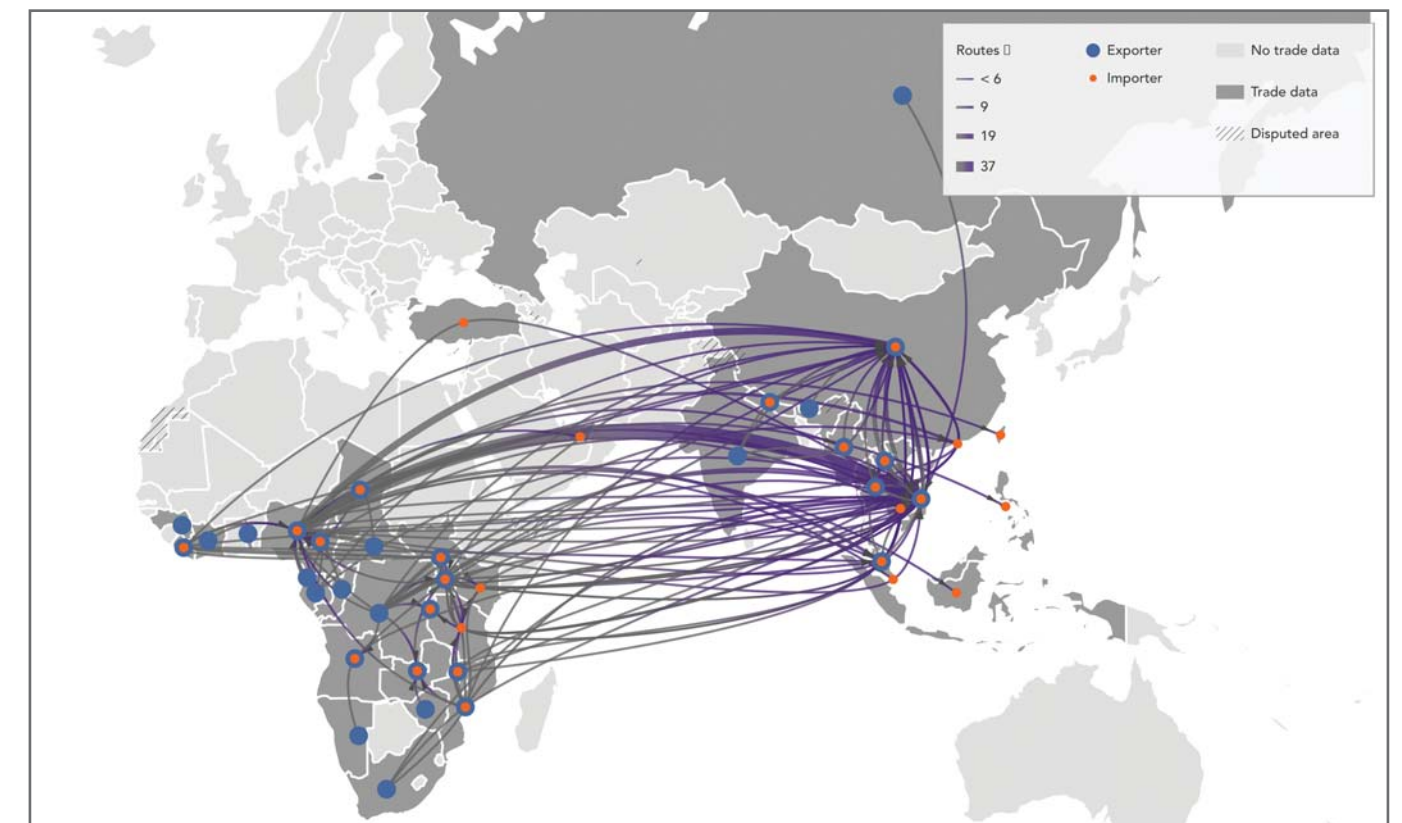 Routes
< 6
9
19
37
Exporter
Importer
No trade data
Trade data
Disputed area